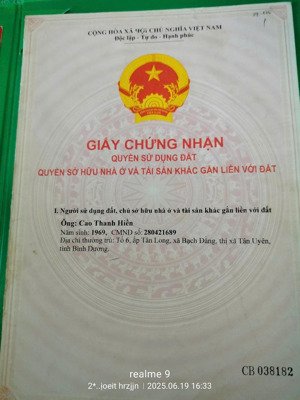 CỘNG HÒA XÃ HỘI CHỦ NGHĨA VIỆT NAM
Độc lập - Tự do - Hạnh phúc
GIẤY CHỨNG NHẬN
QUYỀN SỬ DỤNG ĐẤT
QUYỀN SỞ HỮU NHÀ Ở VÀ TÀI SẢN KHÁC GẮN LIỀN VỚI ĐẤT
I. Người sử dụng đất, chủ sở hữu nhà ở và tài sản khác gắn liền với đất
Ông: Cao Thanh Hiền
Năm sinh: 1969, CMND số: 280421689
Địa chỉ thường trú: Tổ 6, ấp Tân Long, xã Bạch Đằng, thị xã Tân Uyên,
tỉnh Bình Dương.
CB 038182
realme 9
2*..joeit hrzijn | 2025.06.19 16:33